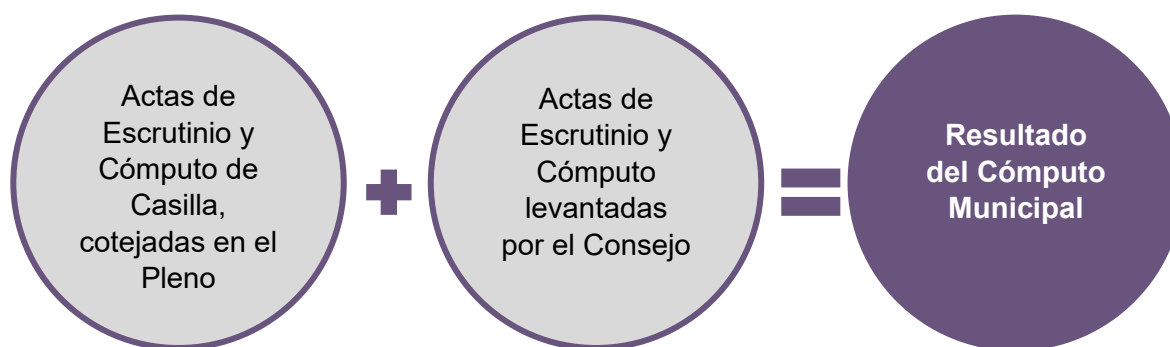 Actas de
Escrutinio y
Cómputo de
Casilla,
cotejadas en el
Pleno
Actas de
Escrutinio y
Cómputo
levantadas
por el Consejo
Resultado
del Cómputo
Municipal